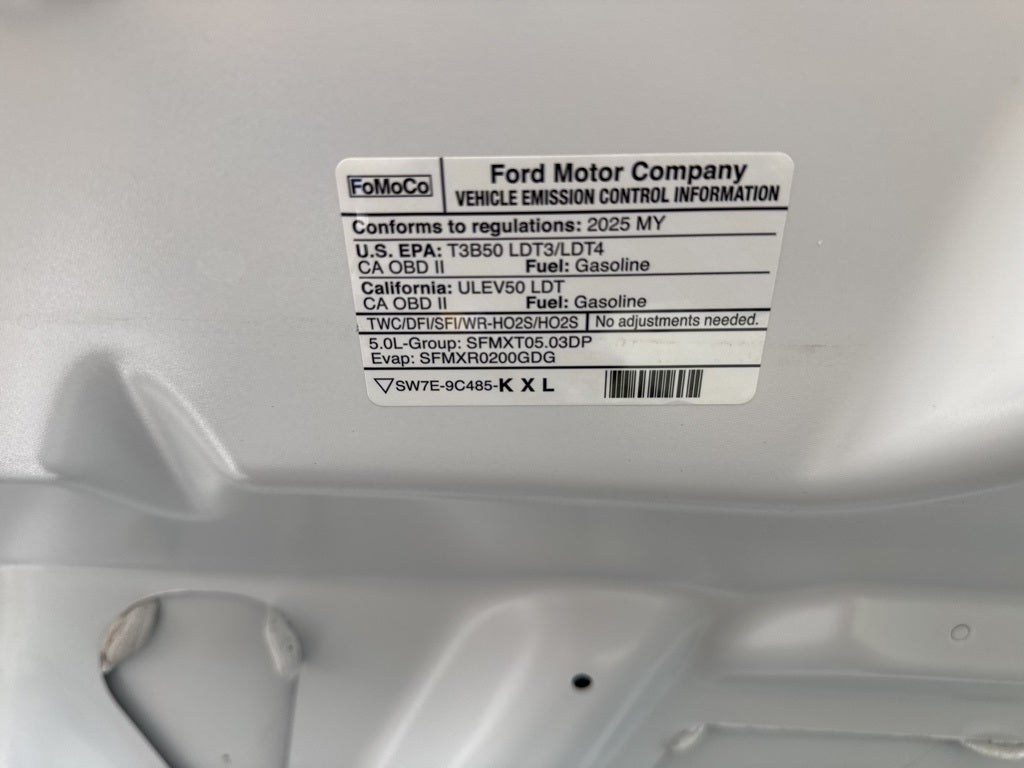 FoMoCo
Ford Motor Company
VEHICLE EMISSION CONTROL INFORMATION
Conforms to regulations: 2025 MY
U.S. EPA: T3B50 LDT3/LDT4
CA OBD II Fuel: Gasoline
California: ULEV50 LDT
CA OBD II Fuel: Gasoline
TWC/DFI/SFI/WR-HO2S/HO2S No adjustments needed.
5.0L-Group: SFMXT05.03DP
Evap: SFMXR0200GDG
SW7E-9C485-K X L